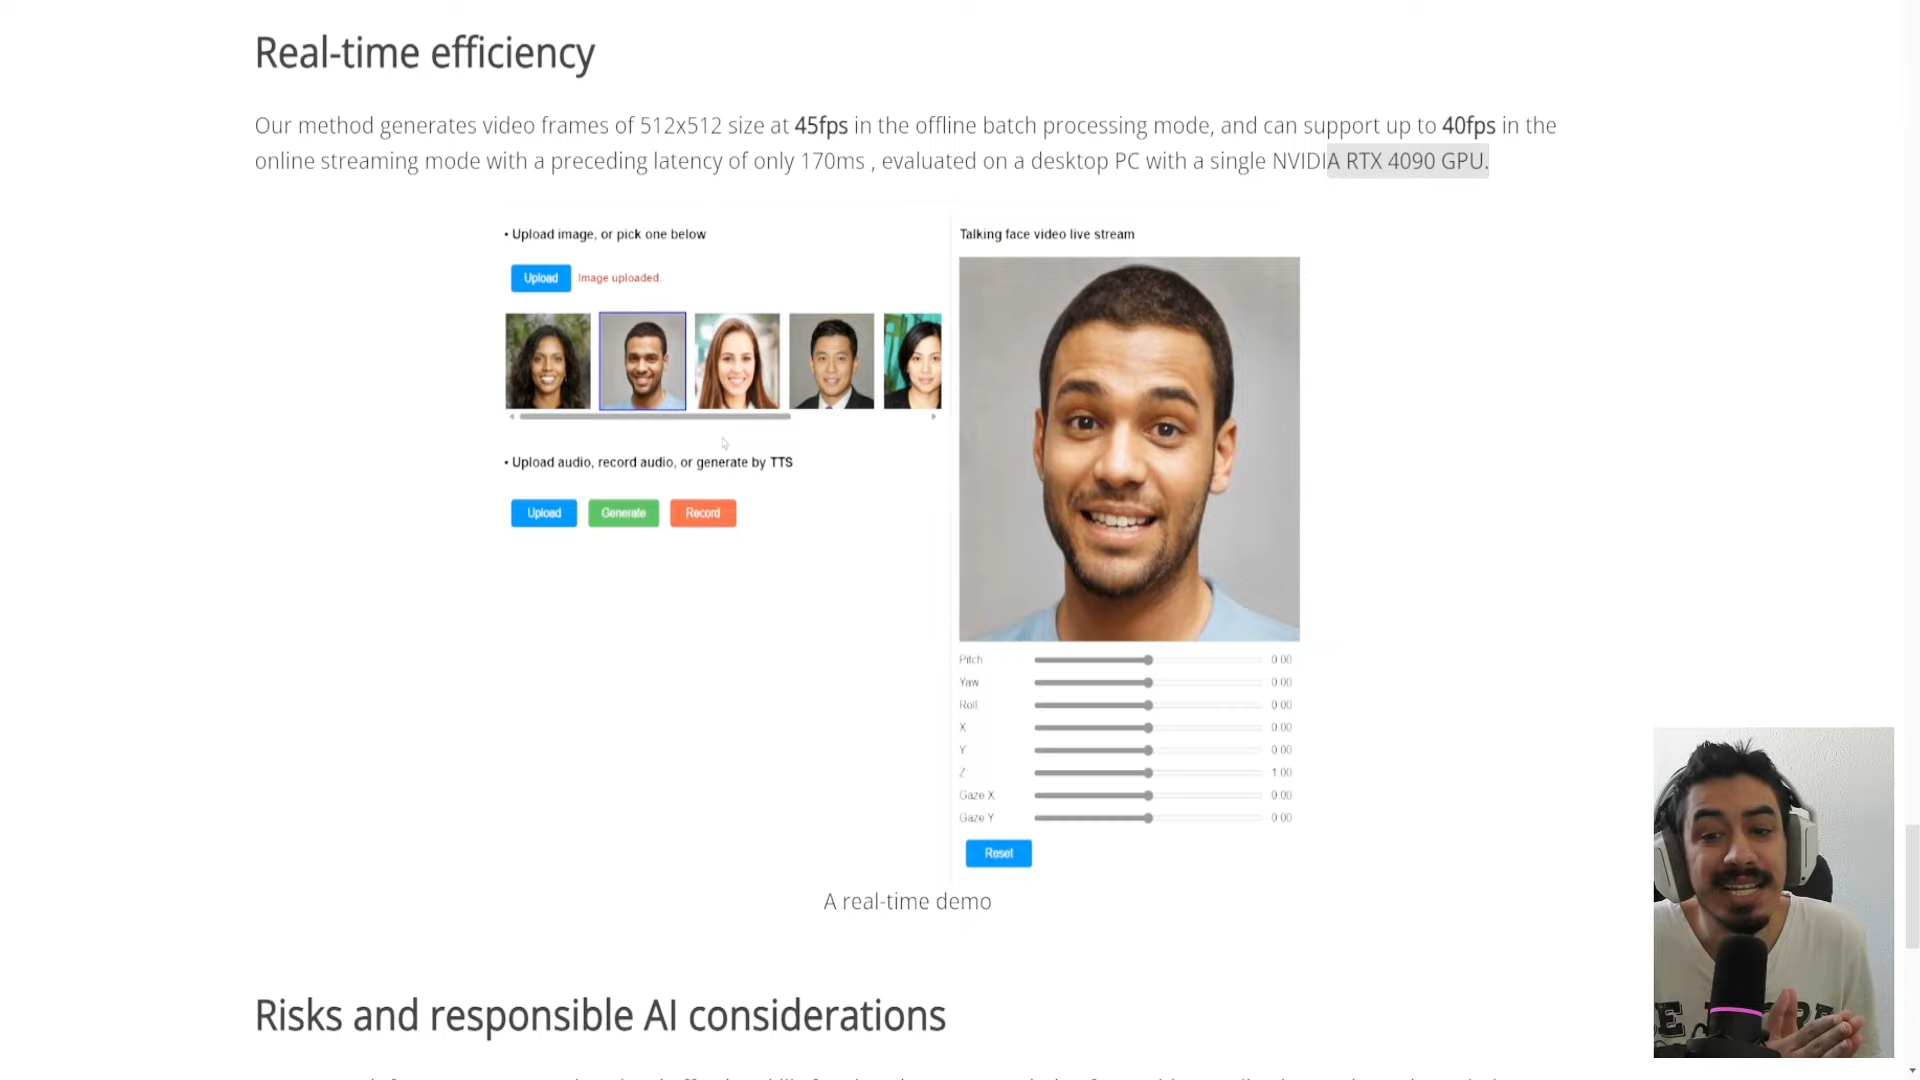 Real-time efficiency
Our method generates video frames of 512x512 size at 45fps in the offline batch processing mode, and can support up to 40fps in the
online streaming mode with a preceding latency of only 170ms , evaluated on a desktop PC with a single NVIDIA RTX 4090 GPU.
• Upload image, or pick one below
Upload Image uploaded.
• Upload audio, record audio, or generate by TTS
Upload Generate Record
Talking face video live stream
Pitch 0.00
Yaw 0.00
Roll 0.00
X 0.00
Y 0.00
Z 1.00
Gaze X 0.00
Gaze Y 0.00
Reset
A real-time demo
Risks and responsible AI considerations